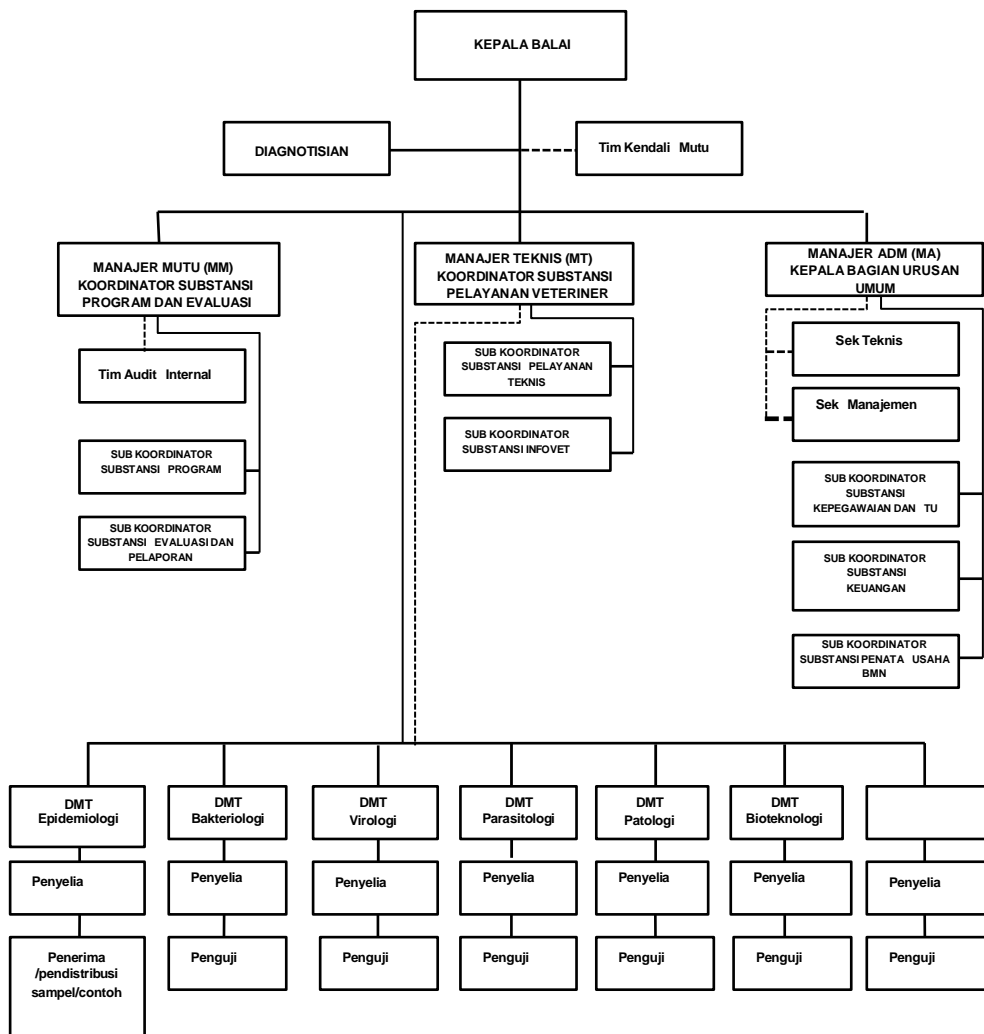 KEPALA BALAI
DIAGNOTISIAN
Tim Kendali Mutu
MANAJER MUTU (MM)
KOORDINATOR SUBSTANSI
PROGRAM DAN EVALUASI
MANAJER TEKNIS (MT)
KOORDINATOR SUBSTANSI
PELAYANAN VETERINER
MANAJER ADM (MA)
KEPALA BAGIAN URUSAN
UMUM
Tim Audit Internal
SUB KOORDINATOR
SUBSTANSI PROGRAM
SUB KOORDINATOR
SUBSTANSI EVALUASI DAN
PELAPORAN
SUB KOORDINATOR
SUBSTANSI PELAYANAN
TEKNIS
SUB KOORDINATOR
SUBSTANSI INFOVET
Sek Teknis
Sek Manajemen
SUB KOORDINATOR
SUBSTANSI
KEPEGAWAIAN DAN TU
SUB KOORDINATOR
SUBSTANSI
KEUANGAN
SUB KOORDINATOR
SUBSTANSI PENATA USAHA
BMN
DMT
Epidemiologi
DMT
Bakteriologi
DMT
Virologi
DMT
Parasitologi
DMT
Patologi
DMT
Bioteknologi
Penyelia
Penyelia
Penyelia
Penyelia
Penyelia
Penyelia
Penyelia
Penerima
/pendistribusi
sampel/contoh
Penguji
Penguji
Penguji
Penguji
Penguji
Penguji